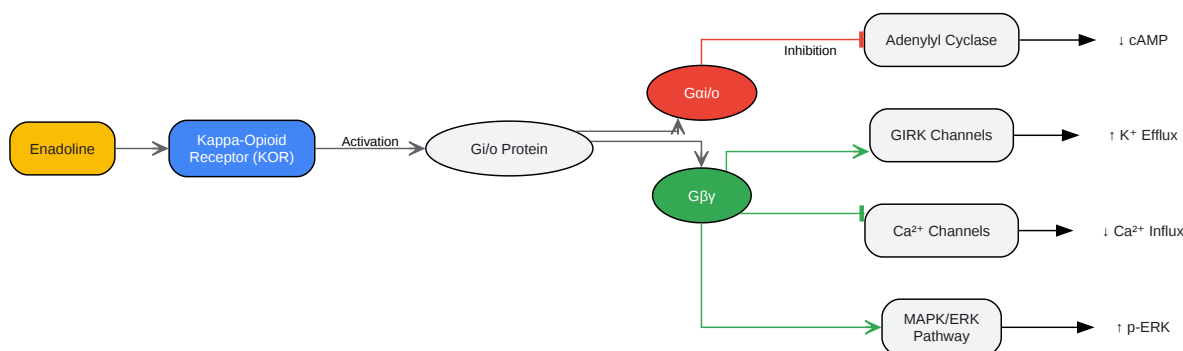 Enadoline
Kappa-Opioid
Receptor (KOR)
Activation
Gi/o Protein
Gαi/o
Gβγ
Inhibition
Adenylyl Cyclase
↓ cAMP
GIRK Channels
↑ K⁺ Efflux
Ca²⁺ Channels
↓ Ca²⁺ Influx
MAPK/ERK
Pathway
↑ p-ERK